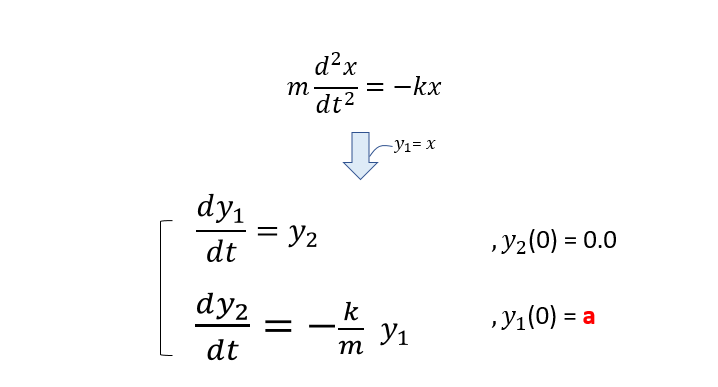 m d²x/dt² = −kx
y₁= x
dy₁/dt = y₂ , y₂(0) = 0.0
dy₂/dt = −k/m y₁ , y₁(0) = a